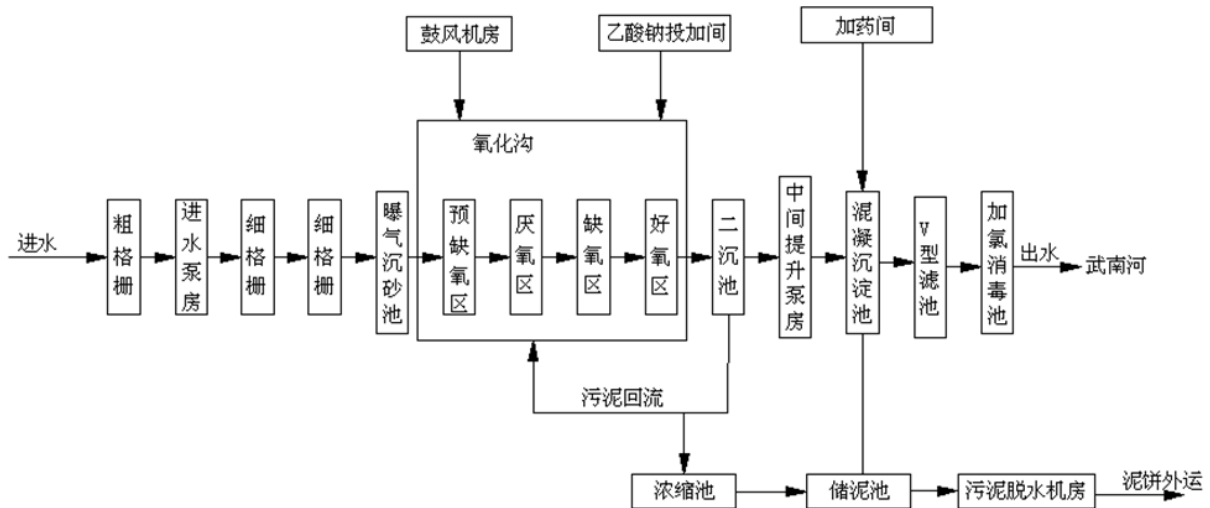 鼓风机房
乙酸钠投加间
加药间
氧化沟
进水
粗格栅
进水泵房
细格栅
细格栅
曝气沉砂池
预缺氧区
厌氧区
缺氧区
好氧区
二沉池
中间提升泵房
混凝沉淀池
V型滤池
加氯消毒池
出水
武南河
污泥回流
浓缩池
储泥池
污泥脱水机房
泥饼外运